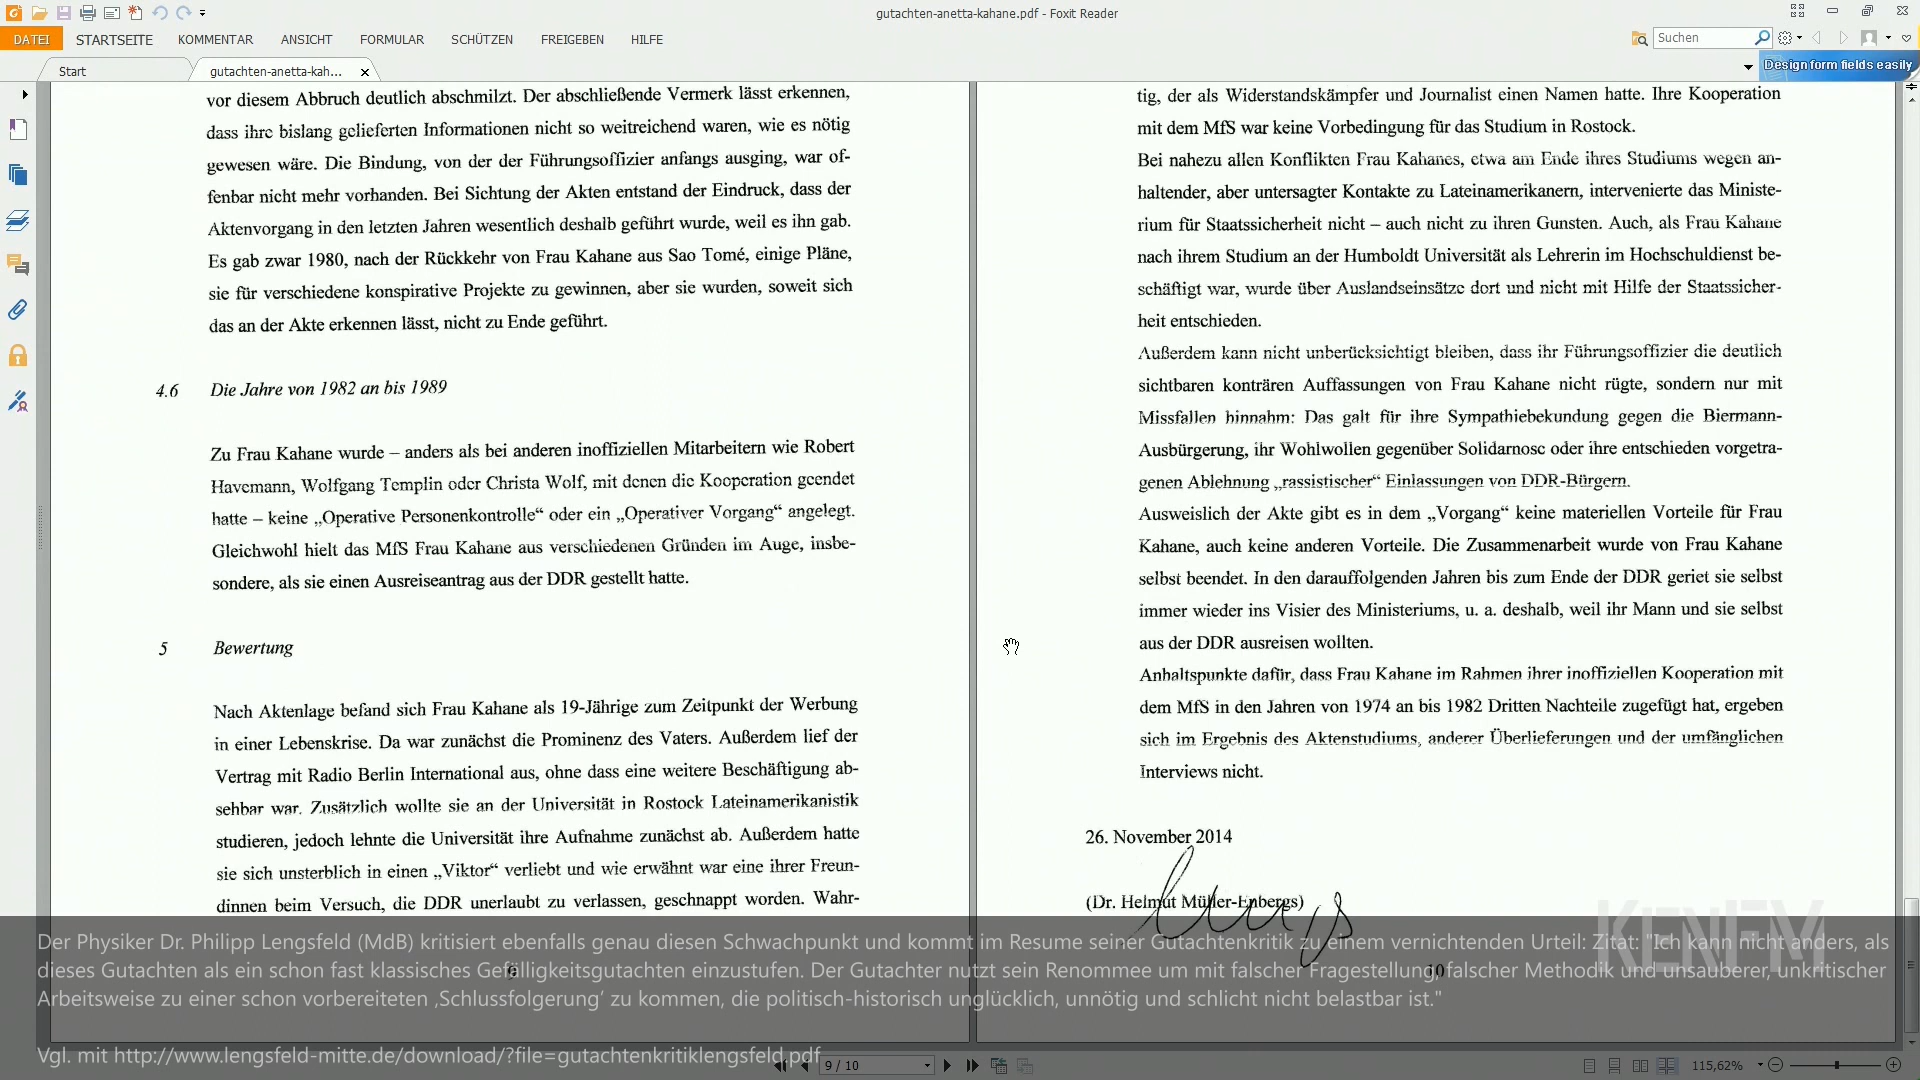 gutachten-anetta-kahane.pdf - Foxit Reader
DATEI STARTSEITE KOMMENTAR ANSICHT FORMULAR SCHÜTZEN FREIGEBEN HILFE
Suchen
Start
gutachten-anetta-kah...
Design form fields easily
vor diesem Abbruch deutlich abschmilzt. Der abschließende Vermerk lässt erkennen,
dass ihre bislang gelieferten Informationen nicht so weitreichend waren, wie es nötig
gewesen wäre. Die Bindung, von der der Führungsoffizier anfangs ausging, war of-
fenbar nicht mehr vorhanden. Bei Sichtung der Akten entstand der Eindruck, dass der
Aktenvorgang in den letzten Jahren wesentlich deshalb geführt wurde, weil es ihn gab.
Es gab zwar 1980, nach der Rückkehr von Frau Kahane aus Sao Tomé, einige Pläne,
sie für verschiedene konspirative Projekte zu gewinnen, aber sie wurden, soweit sich
das an der Akte erkennen lässt, nicht zu Ende geführt.
4.6 Die Jahre von 1982 an bis 1989
Zu Frau Kahane wurde – anders als bei anderen inoffiziellen Mitarbeitern wie Robert
Havemann, Wolfgang Templin oder Christa Wolf, mit denen die Kooperation geendet
hatte – keine „Operative Personenkontrolle“ oder ein „Operativer Vorgang“ angelegt.
Gleichwohl hielt das MfS Frau Kahane aus verschiedenen Gründen im Auge, insbe-
sondere, als sie einen Ausreiseantrag aus der DDR gestellt hatte.
5 Bewertung
Nach Aktenlage befand sich Frau Kahane als 19-Jährige zum Zeitpunkt der Werbung
in einer Lebenskrise. Da war zunächst die Prominenz des Vaters. Außerdem lief der
Vertrag mit Radio Berlin International aus, ohne dass eine weitere Beschäftigung ab-
sehbar war. Zusätzlich wollte sie an der Universität in Rostock Lateinamerikanistik
studieren, jedoch lehnte die Universität ihre Aufnahme zunächst ab. Außerdem hatte
sie sich unsterblich in einen „Viktor“ verliebt und wie erwähnt war eine ihrer Freun-
dinnen beim Versuch, die DDR unerlaubt zu verlassen, geschnappt worden. Wahr-
tig, der als Widerstandskämpfer und Journalist einen Namen hatte. Ihre Kooperation
mit dem MfS war keine Vorbedingung für das Studium in Rostock.
Bei nahezu allen Konflikten Frau Kahanes, etwa am Ende ihres Studiums wegen an-
haltender, aber untersagter Kontakte zu Lateinamerikanern, intervenierte das Ministe-
rium für Staatssicherheit nicht – auch nicht zu ihren Gunsten. Auch, als Frau Kahane
nach ihrem Studium an der Humboldt Universität als Lehrerin im Hochschuldienst be-
schäftigt war, wurde über Auslandseinsätze dort und nicht mit Hilfe der Staatssicher-
heit entschieden.
Außerdem kann nicht unberücksichtigt bleiben, dass ihr Führungsoffizier die deutlich
sichtbaren konträren Auffassungen von Frau Kahane nicht rügte, sondern nur mit
Missfallen hinnahm: Das galt für ihre Sympathiebekundung gegen die Biermann-
Ausbürgerung, ihr Wohlwollen gegenüber Solidarnosc oder ihre entschieden vorgetra-
genen Ablehnung „rassistischer“ Einlassungen von DDR-Bürgern.
Ausweislich der Akte gibt es in dem „Vorgang“ keine materiellen Vorteile für Frau
Kahane, auch keine anderen Vorteile. Die Zusammenarbeit wurde von Frau Kahane
selbst beendet. In den darauffolgenden Jahren bis zum Ende der DDR geriet sie selbst
immer wieder ins Visier des Ministeriums, u. a. deshalb, weil ihr Mann und sie selbst
aus der DDR ausreisen wollten.
Anhaltspunkte dafür, dass Frau Kahane im Rahmen ihrer inoffiziellen Kooperation mit
dem MfS in den Jahren von 1974 an bis 1982 Dritten Nachteile zugefügt hat, ergeben
sich im Ergebnis des Aktenstudiums, anderer Überlieferungen und der umfänglichen
Interviews nicht.
26. November 2014
(Dr. Helmut Müller-Enbergs)
KENFM
10
Der Physiker Dr. Philipp Lengsfeld (MdB) kritisiert ebenfalls genau diesen Schwachpunkt und kommt im Resume seiner Gutachtenkritik zu einem vernichtenden Urteil: Zitat: "Ich kann nicht anders, als
dieses Gutachten als ein schon fast klassisches Gefälligkeitsgutachten einzustufen. Der Gutachter nutzt sein Renommee um mit falscher Fragestellung, falscher Methodik und unsauberer, unkritischer
Arbeitsweise zu einer schon vorbereiteten ‚Schlussfolgerung‘ zu kommen, die politisch-historisch unglücklich, unnötig und schlicht nicht belastbar ist."
Vgl. mit http://www.lengsfeld-mitte.de/download/?file=gutachtenkritiklengsfeld.pdf
9 / 10
115,62%